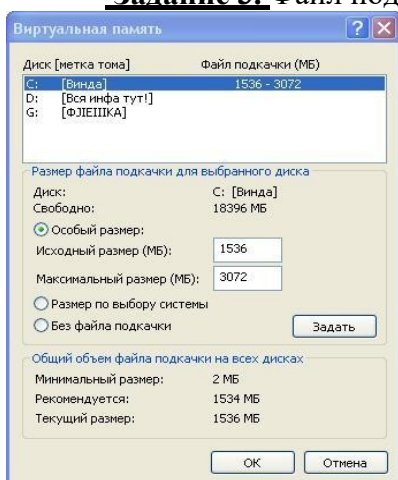 Задание 3. Файл под
Виртуальная память
Диск [метка тома] Файл подкачки (МБ)
C: [Винда] 1536 - 3072
D: [Вся инфа тут!]
G: [ФЛЕШКА]
Размер файла подкачки для выбранного диска
Диск: C: [Винда]
Свободно: 18396 МБ
Особый размер:
Исходный размер (МБ): 1536
Максимальный размер (МБ): 3072
Размер по выбору системы
Без файла подкачки
Задать
Общий объем файла подкачки на всех дисках
Минимальный размер: 2 МБ
Рекомендуется: 1534 МБ
Текущий размер: 1536 МБ
ОК Отмена